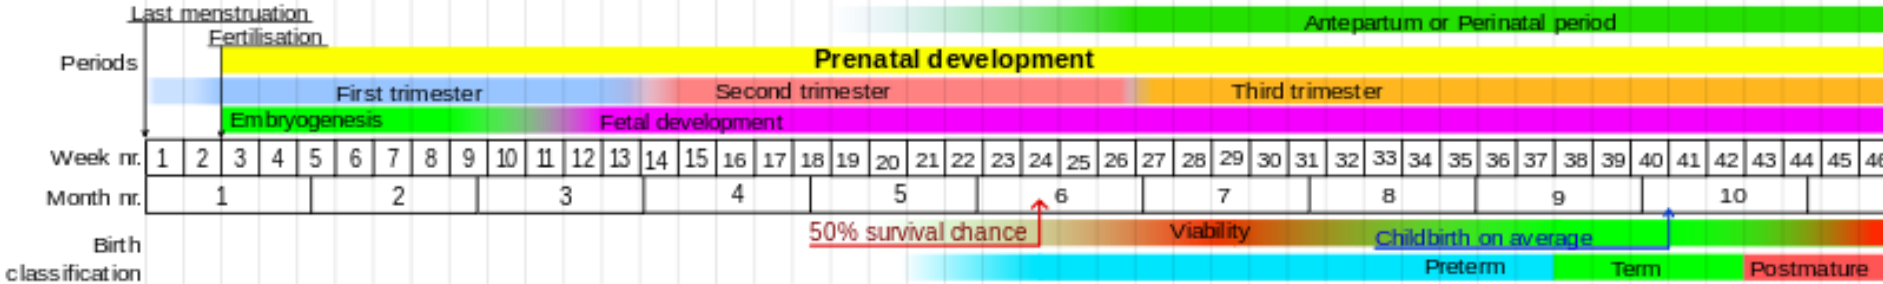 Last menstruation
Antepartum or Perinatal period
Fertilisation
Periods
Prenatal development
First trimester Second trimester Third trimester
Embryogenesis Fetal development
Week nr. 1 2 3 4 5 6 7 8 9 10 11 12 13 14 15 16 17 18 19 20 21 22 23 24 25 26 27 28 29 30 31 32 33 34 35 36 37 38 39 40 41 42 43 44 45 46
Month nr. 1 2 3 4 5 6 7 8 9 10
50% survival chance Viability Childbirth on average
Birth
classification Preterm Term Postmature